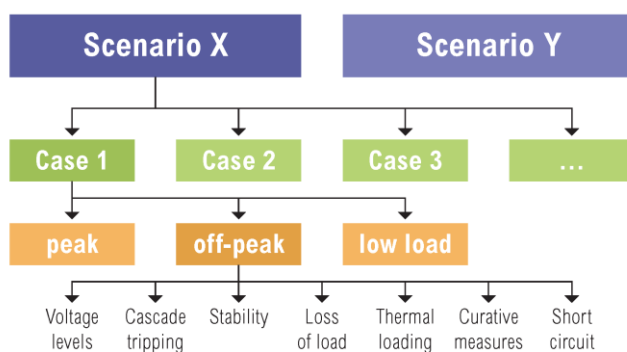 Scenario X
Scenario Y
Case 1
Case 2
Case 3
...
peak
off-peak
low load
Voltage
levels
Cascade
tripping
Stability
Loss
of load
Thermal
loading
Curative
measures
Short
circuit